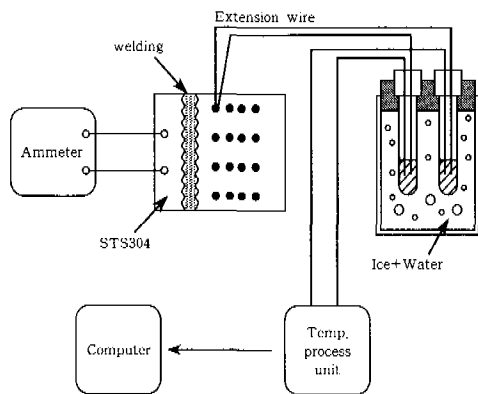 Extension wire
welding
Ammeter
STS304
Ice+Water
Computer
Temp.
process
unit